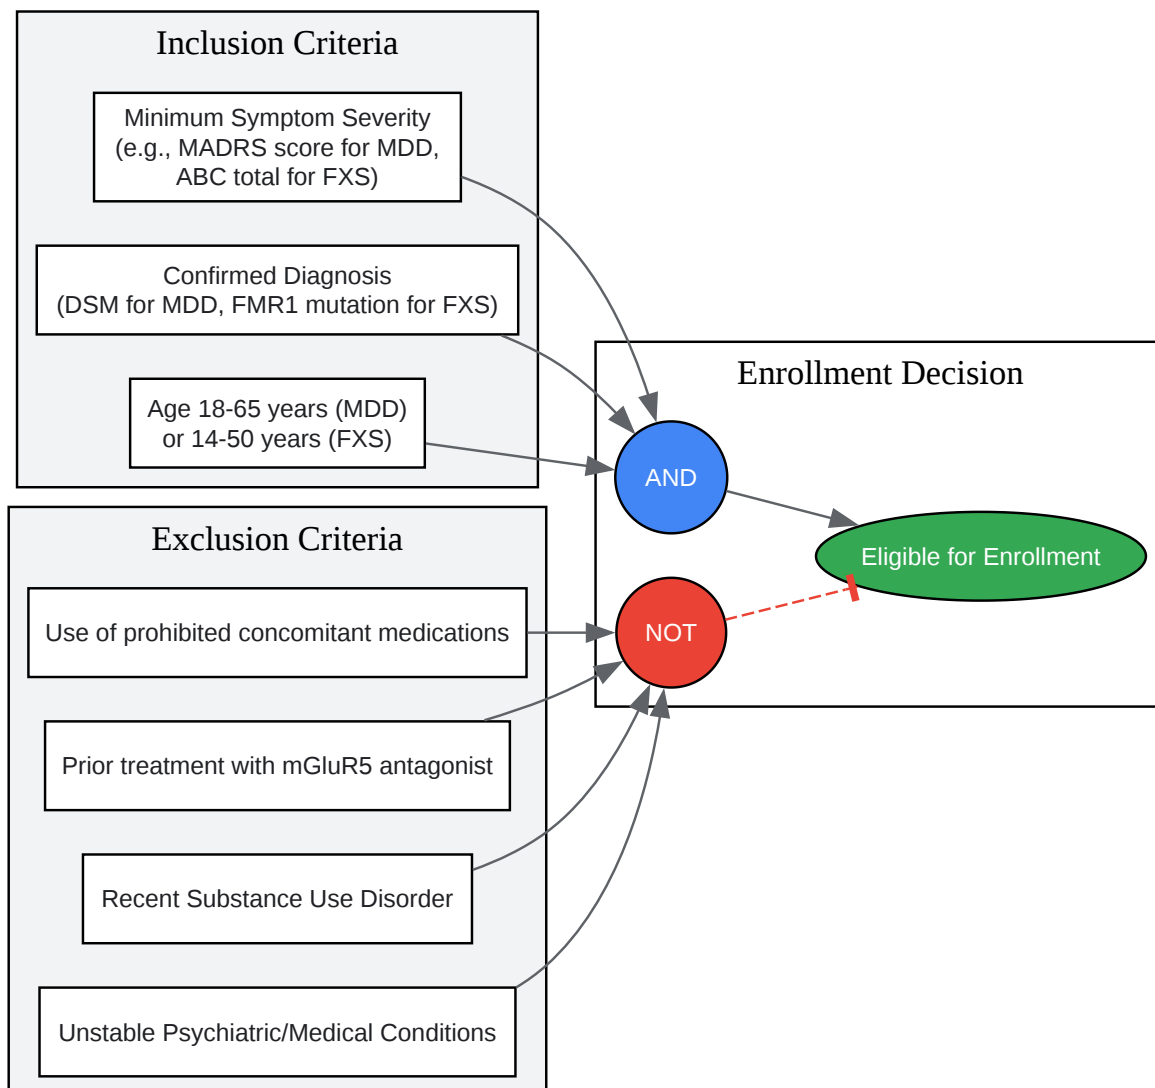 Inclusion Criteria
Minimum Symptom Severity
(e.g., MADRS score for MDD,
ABC total for FXS)
Confirmed Diagnosis
(DSM for MDD, FMR1 mutation for FXS)
Age 18-65 years (MDD)
or 14-50 years (FXS)
Exclusion Criteria
Use of prohibited concomitant medications
Prior treatment with mGluR5 antagonist
Recent Substance Use Disorder
Unstable Psychiatric/Medical Conditions
Enrollment Decision
AND
NOT
Eligible for Enrollment